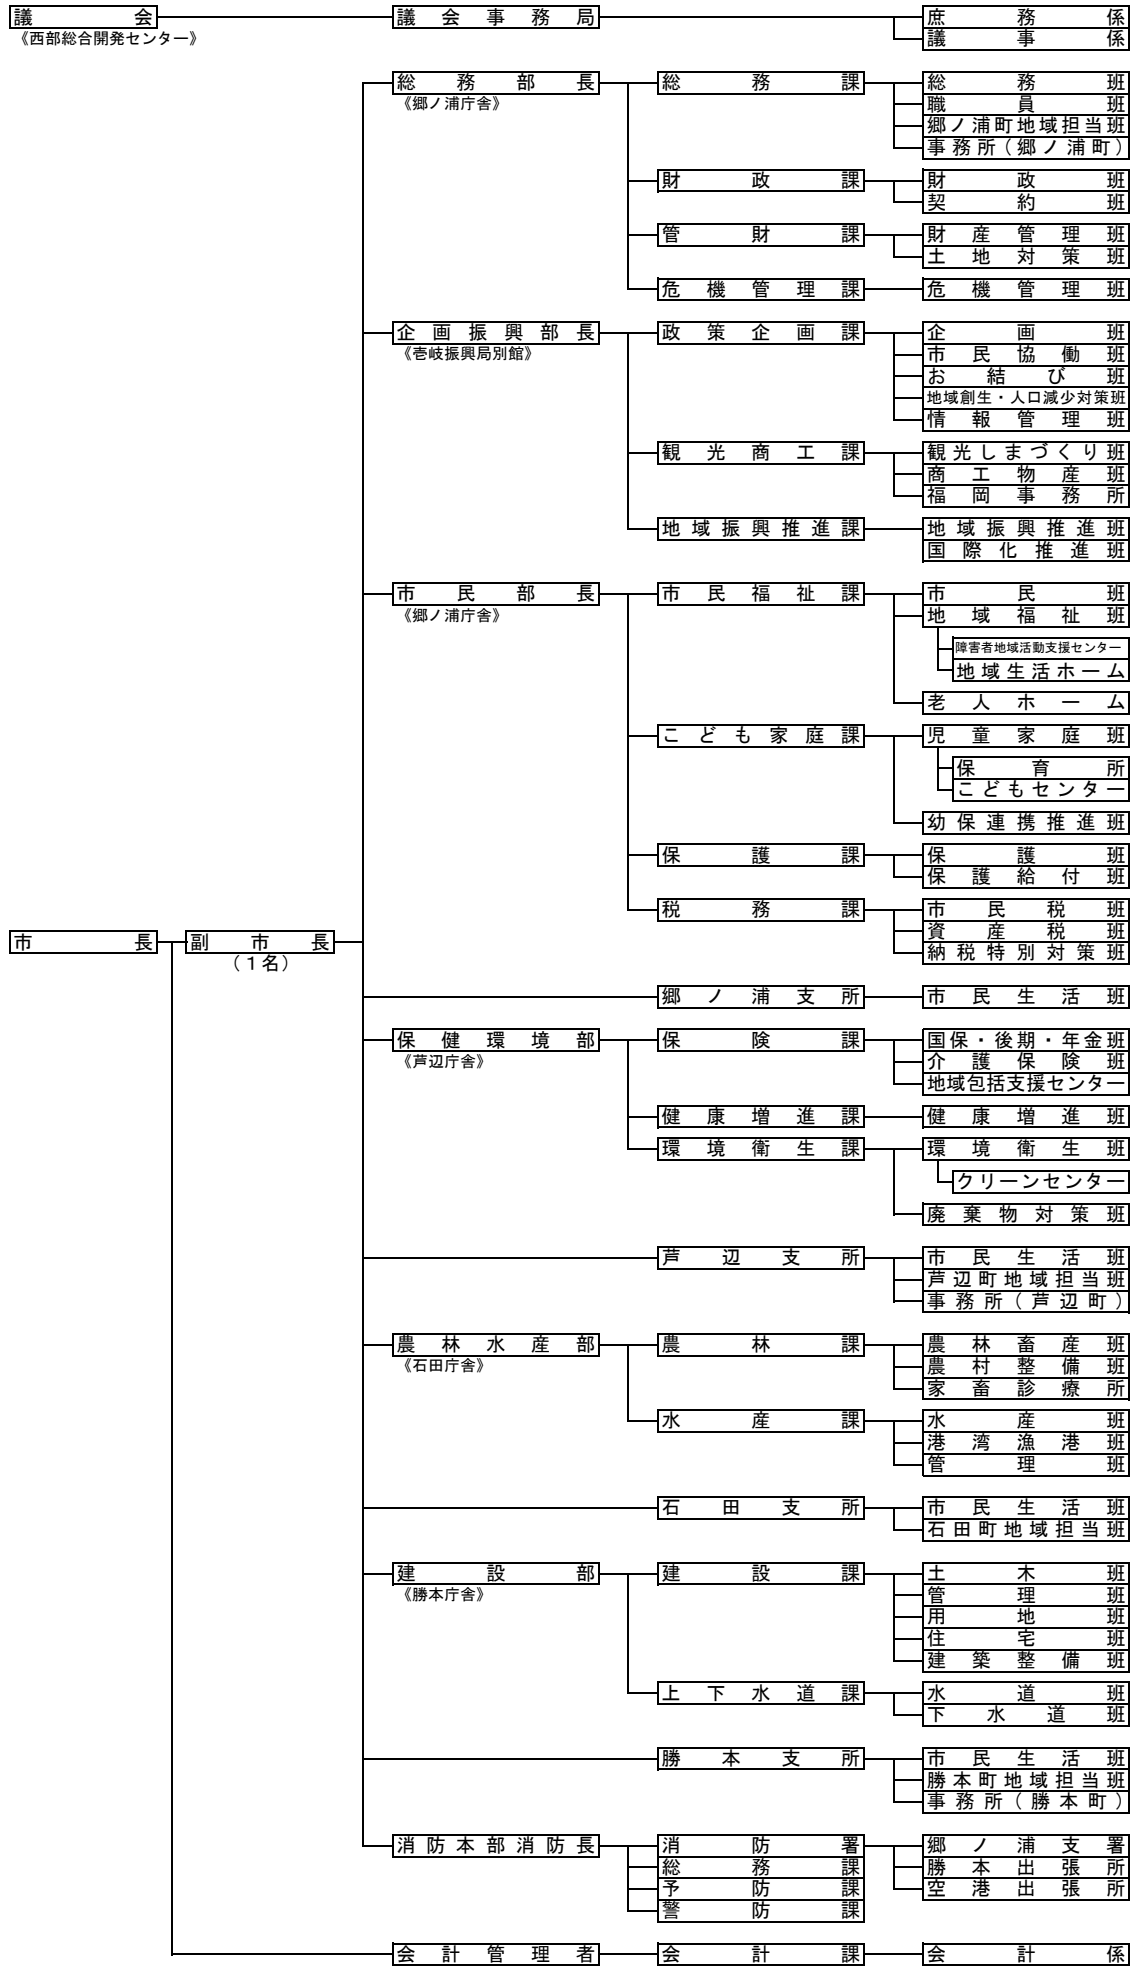 議会 議会事務局 庶務係
《西部総合開発センター》 議事係
総務部長 総務課 総務班
《郷ノ浦庁舎》 職員班
郷ノ浦町地域担当班
事務所(郷ノ浦町)
財政課 財政班
契約班
管財課 財産管理班
土地対策班
危機管理課 危機管理班
企画振興部長 政策企画課 企画班
《壱岐振興局別館》 市民協働班
お結び班
地域創生・人口減少対策班
情報管理班
観光商工課 観光しまづくり班
商工物産班
福岡事務所
地域振興推進課 地域振興推進班
国際化推進班
市民部長 市民福祉課 市民班
《郷ノ浦庁舎》 地域福祉班
障害者地域活動支援センター
地域生活ホーム
老人ホーム
こども家庭課 児童家庭班
保育所
こどもセンター
幼保連携推進班
保護課 保護班
保護給付班
税務課 市民税班
資産税班
市長 副市長 納税特別対策班
(1名)
郷ノ浦支所 市民生活班
保健環境部 保険課 国保・後期・年金班
《芦辺庁舎》 介護保険班
地域包括支援センター
健康増進課 健康増進班
環境衛生課 環境衛生班
クリーンセンター
廃棄物対策班
芦辺支所 市民生活班
芦辺町地域担当班
事務所(芦辺町)
農林水産部 農林課 農林畜産班
《石田庁舎》 農村整備班
家畜診療所
水産課 水産班
港湾漁港班
管理班
石田支所 市民生活班
石田町地域担当班
建設部 建設課 土木班
《勝本庁舎》 管理班
用地班
住宅班
建築整備班
上下水道課 水道班
下水道班
勝本支所 市民生活班
勝本町地域担当班
事務所(勝本町)
消防本部消防長 消防署 郷ノ浦支署
総務課 勝本出張所
予防課 空港出張所
警防課
会計管理者 会計課 会計係